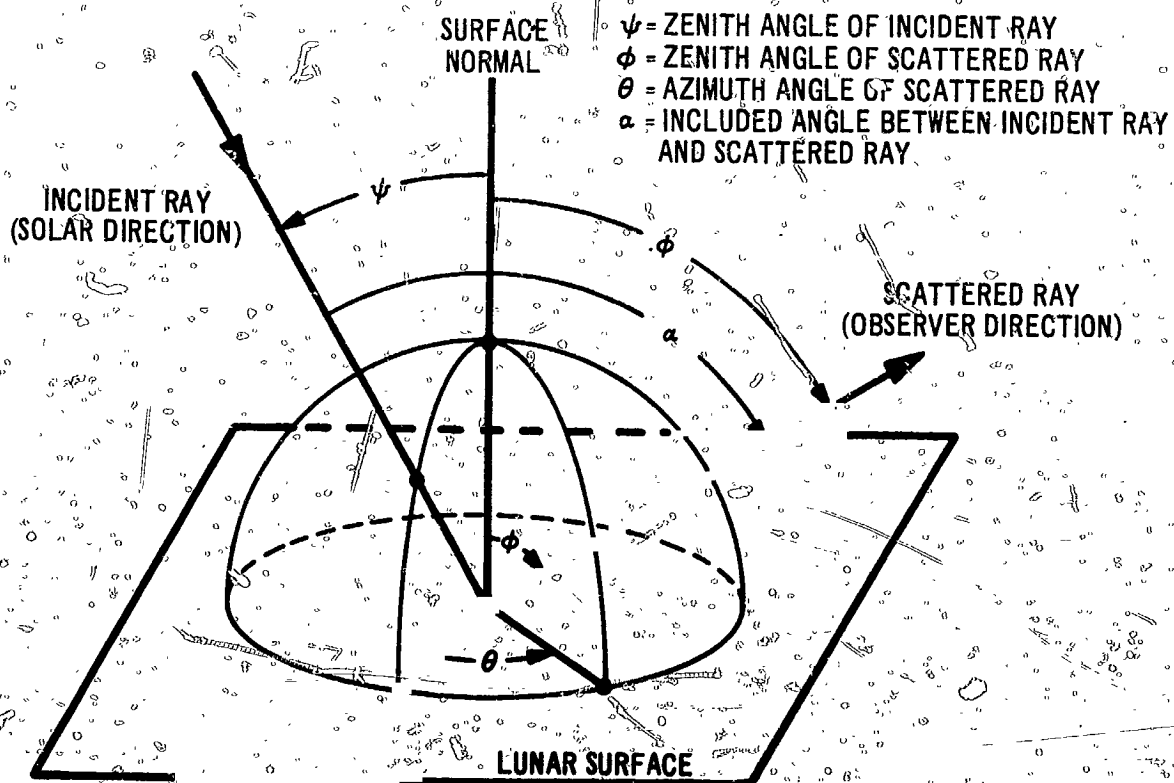 SURFACE
NORMAL
ψ = ZENITH ANGLE OF INCIDENT RAY
ϕ = ZENITH ANGLE OF SCATTERED RAY
θ = AZIMUTH ANGLE OF SCATTERED RAY
α = INCLUDED ANGLE BETWEEN INCIDENT RAY
AND SCATTERED RAY
INCIDENT RAY
(SOLAR DIRECTION)
ψ
ϕ
SCATTERED RAY
(OBSERVER DIRECTION)
α
ϕ
θ
LUNAR SURFACE